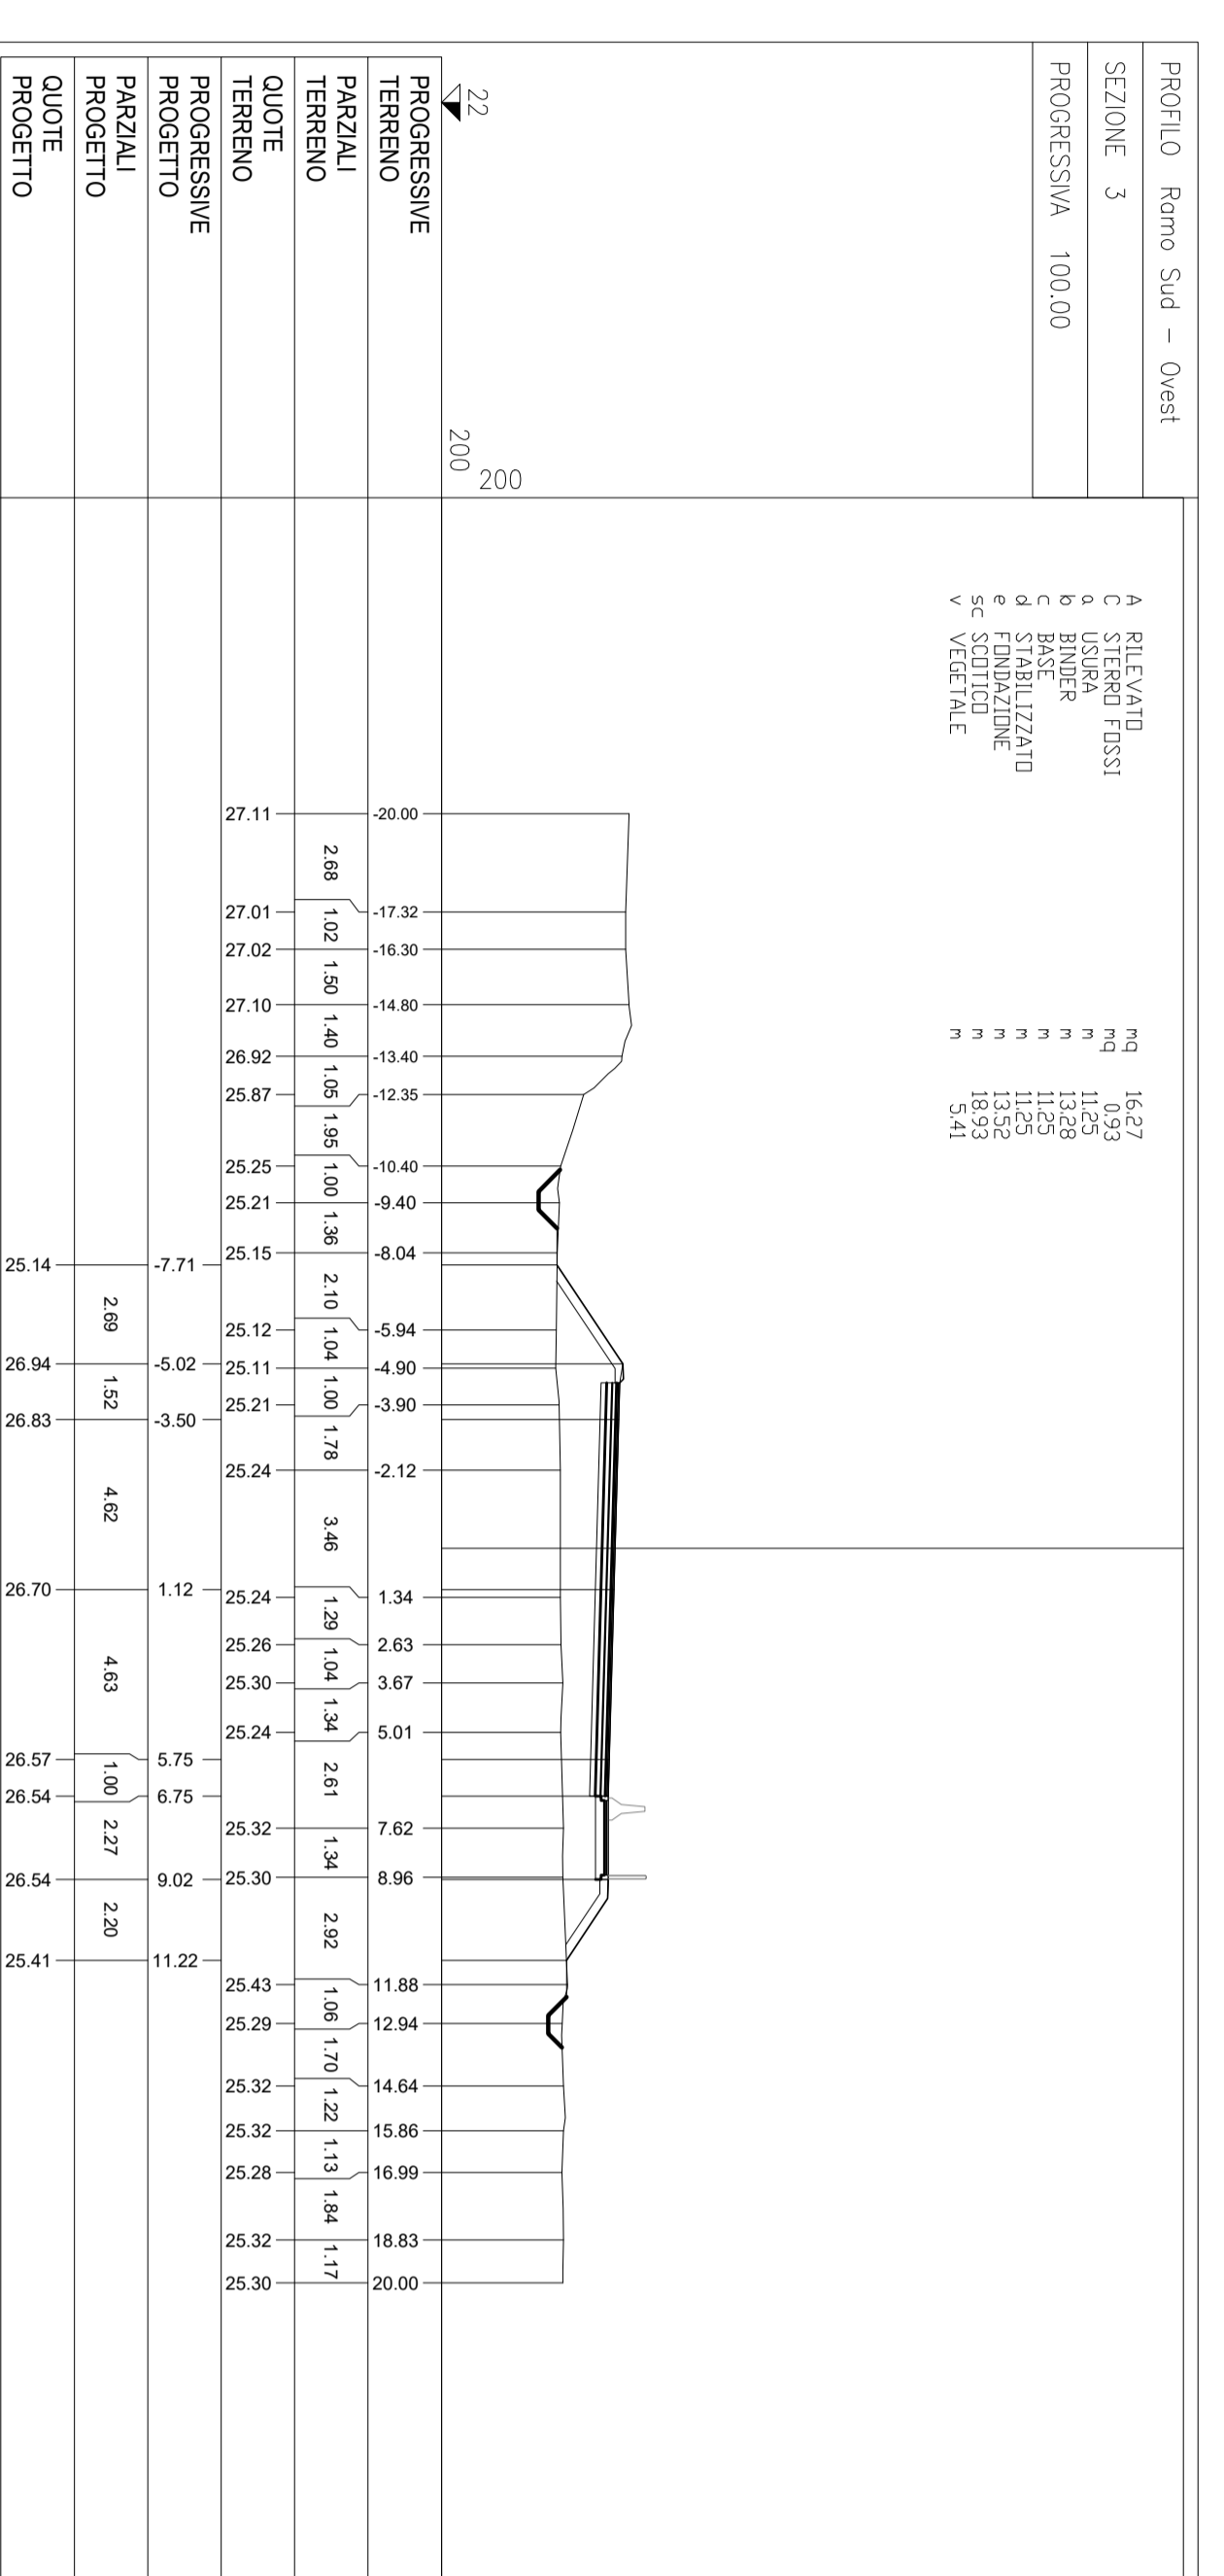 PROFILO Ramo Sud - Ovest
SEZIONE 3
PROGRESSIVA 100.00
A RILEVATO mq 16.27
C STERRO FOSSI mq 0.93
a USURA m 11.25
b BINDER m 13.28
c BASE m 11.25
d STABILIZZATO m 11.25
e FONDAZIONE m 13.52
sc SCOTICO m 18.93
v VEGETALE m 5.41
22
200
200
PROGRESSIVE
TERRENO
-20.00 -17.32 -16.30 -14.80 -13.40 -12.35 -10.40 -9.40 -8.04 -5.94 -4.90 -3.90 -2.12 1.34 2.63 3.67 5.01 7.62 8.96 11.88 12.94 14.64 15.86 16.99 18.83 20.00
PARZIALI
TERRENO
2.68 1.02 1.50 1.40 1.05 1.95 1.00 1.36 2.10 1.04 1.00 1.78 3.46 1.29 1.04 1.34 2.61 1.34 2.92 1.06 1.70 1.22 1.13 1.84 1.17
QUOTE
TERRENO
27.11 27.01 27.02 27.10 26.92 25.87 25.25 25.21 25.15 25.12 25.11 25.21 25.24 25.24 25.26 25.30 25.24 25.32 25.30 25.43 25.29 25.32 25.32 25.28 25.32 25.30
PROGRESSIVE
PROGETTO
-7.71 -5.02 -3.50 1.12 5.75 6.75 9.02 11.22
PARZIALI
PROGETTO
2.69 1.52 4.62 4.63 1.00 2.27 2.20
QUOTE
PROGETTO
25.14 26.94 26.83 26.70 26.57 26.54 26.54 25.41